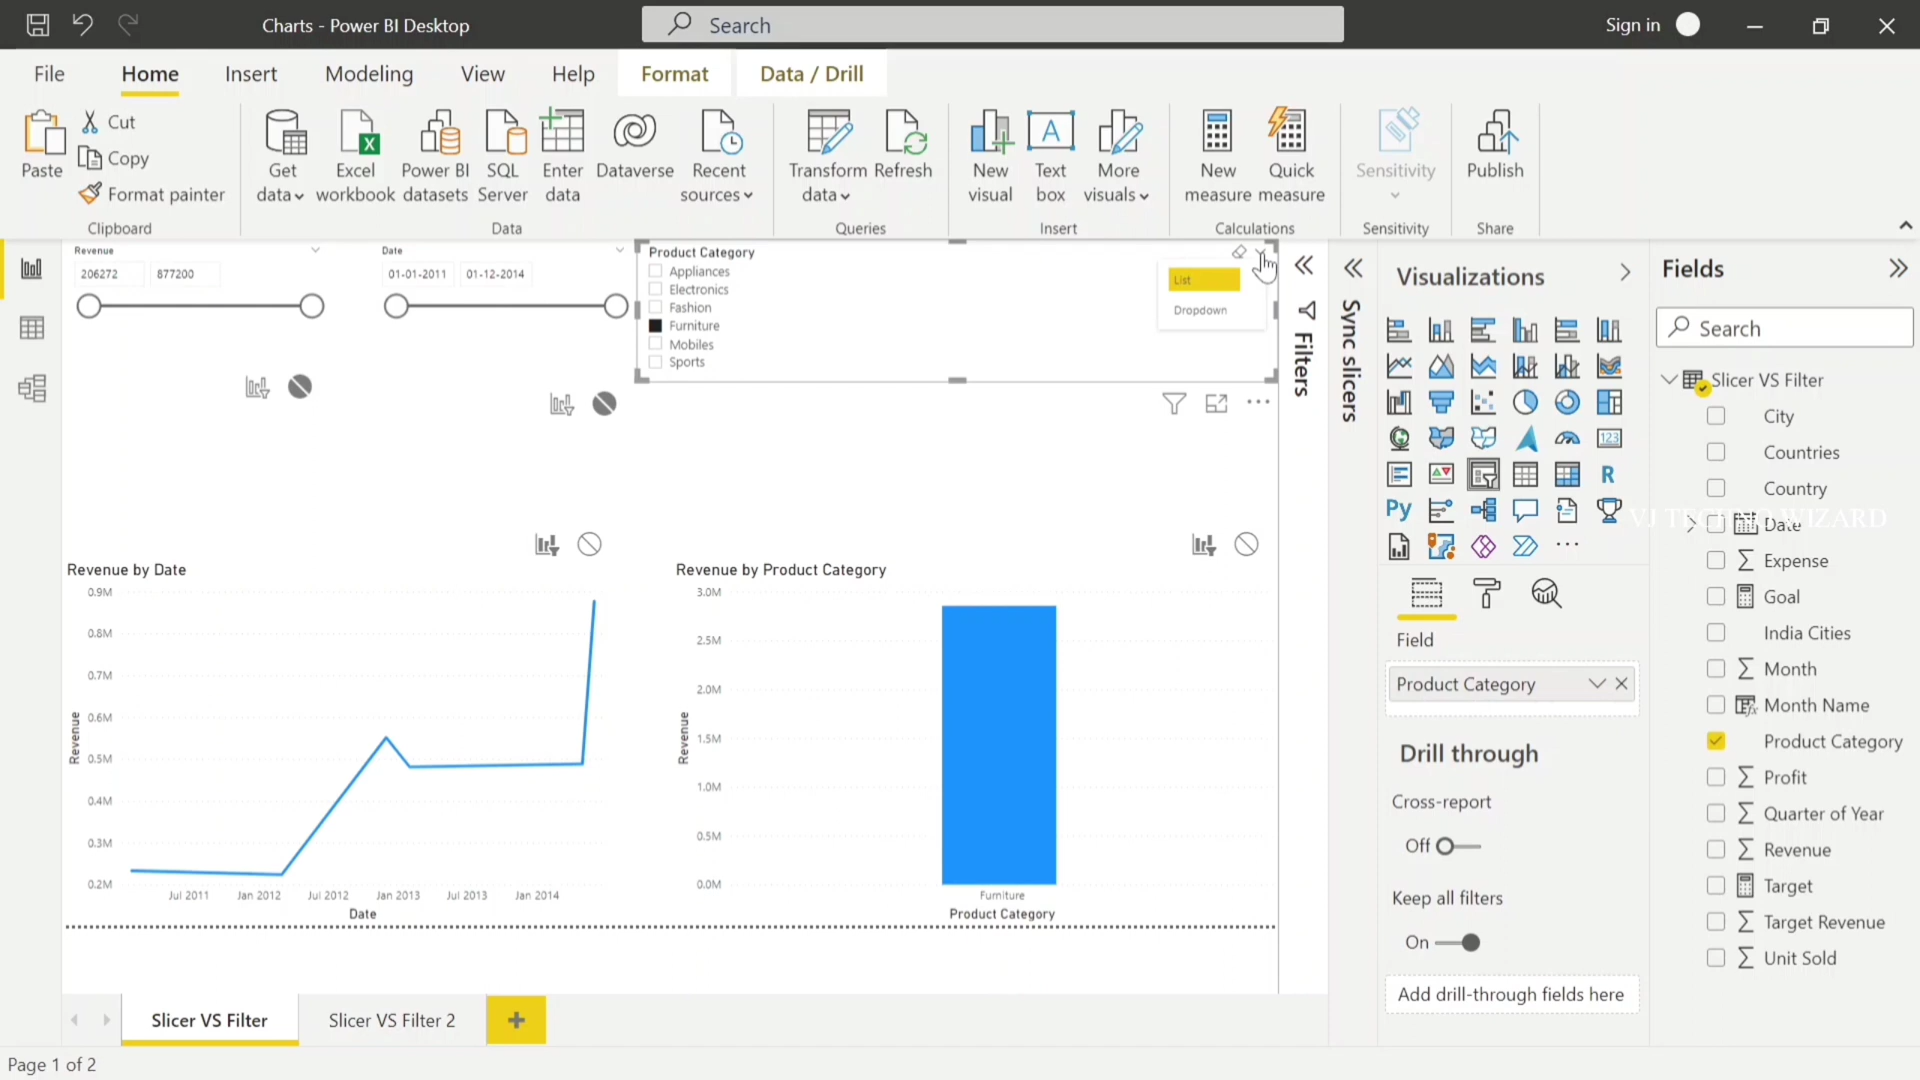 Charts - Power BI Desktop
Search
Sign in
File
Home
Insert
Modeling
View
Help
Format
Data / Drill
Paste
Cut
Copy
Format painter
Get data
Excel workbook
Power BI datasets
SQL Server
Enter data
Dataverse
Recent sources
Transform data
Refresh
New visual
Text box
More visuals
New measure
Quick measure
Sensitivity
Publish
Clipboard
Data
Queries
Insert
Calculations
Sensitivity
Share
Revenue
206272
877200
Date
01-01-2011
01-12-2014
Product Category
Appliances
Electronics
Fashion
Furniture
Mobiles
Sports
List
Dropdown
Revenue by Date
0.9M
0.8M
0.7M
0.6M
0.5M
0.4M
0.3M
0.2M
Revenue
Jul 2011
Jan 2012
Jul 2012
Jan 2013
Jul 2013
Jan 2014
Date
Revenue by Product Category
3.0M
2.5M
2.0M
1.5M
1.0M
0.5M
0.0M
Revenue
Furniture
Product Category
Filters
Sync slicers
Visualizations
123
R
Py
Field
Product Category
Drill through
Cross-report
Off
Keep all filters
On
Add drill-through fields here
Fields
Search
Slicer VS Filter
City
Countries
Country
Date
VJ TECHNO WIZARD
Expense
Goal
India Cities
Month
Month Name
Product Category
Profit
Quarter of Year
Revenue
Target
Target Revenue
Unit Sold
Slicer VS Filter
Slicer VS Filter 2
Page 1 of 2